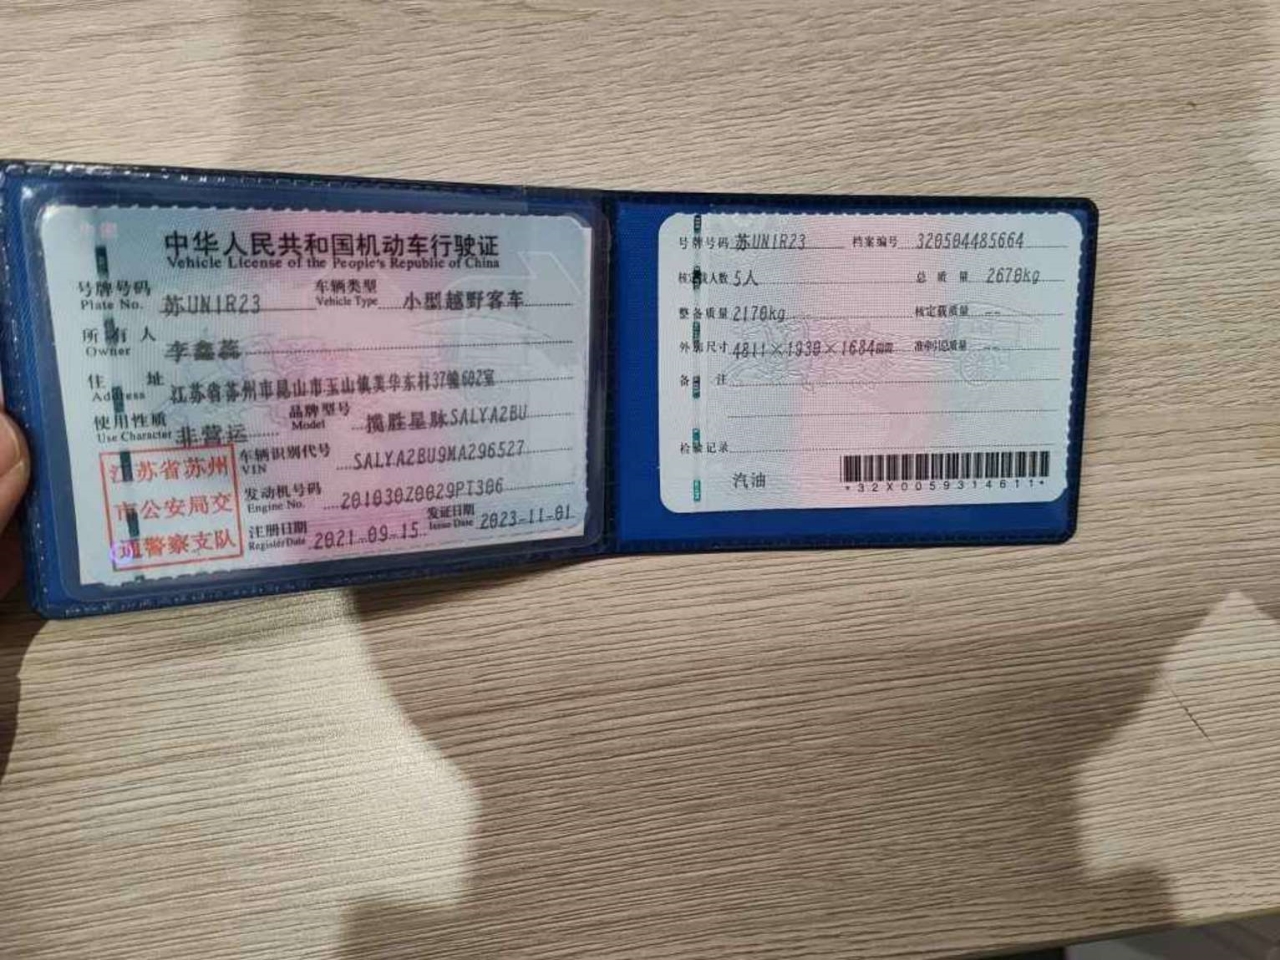 中华人民共和国机动车行驶证
Vehicle License of the People's Republic of China
号牌号码 苏UN1R23 车辆类型 小型越野客车
Plate No. Vehicle Type
所有人 李鑫蕊
Owner
住址 江苏省苏州市昆山市玉山镇美华东村37幢602室
Address
使用性质 非营运 品牌型号 揽胜星脉SALYA2BU
Use Character Model
车辆识别代号 SALYA2BU9MA296527
VIN
发动机号码 201030Z0029PT306
Engine No.
注册日期 2021-09-15 发证日期 2023-11-01
Register Date Issue Date
江苏省苏州
市公安局交
通警察支队
号牌号码 苏UN1R23 档案编号 320504485664
核定载人数 5人 总质量 2670kg
整备质量 2170kg 核定载质量 --
外廓尺寸 4811×1930×1684mm 准牵引总质量 --
备注
检验记录
汽油
*32X0059314611*